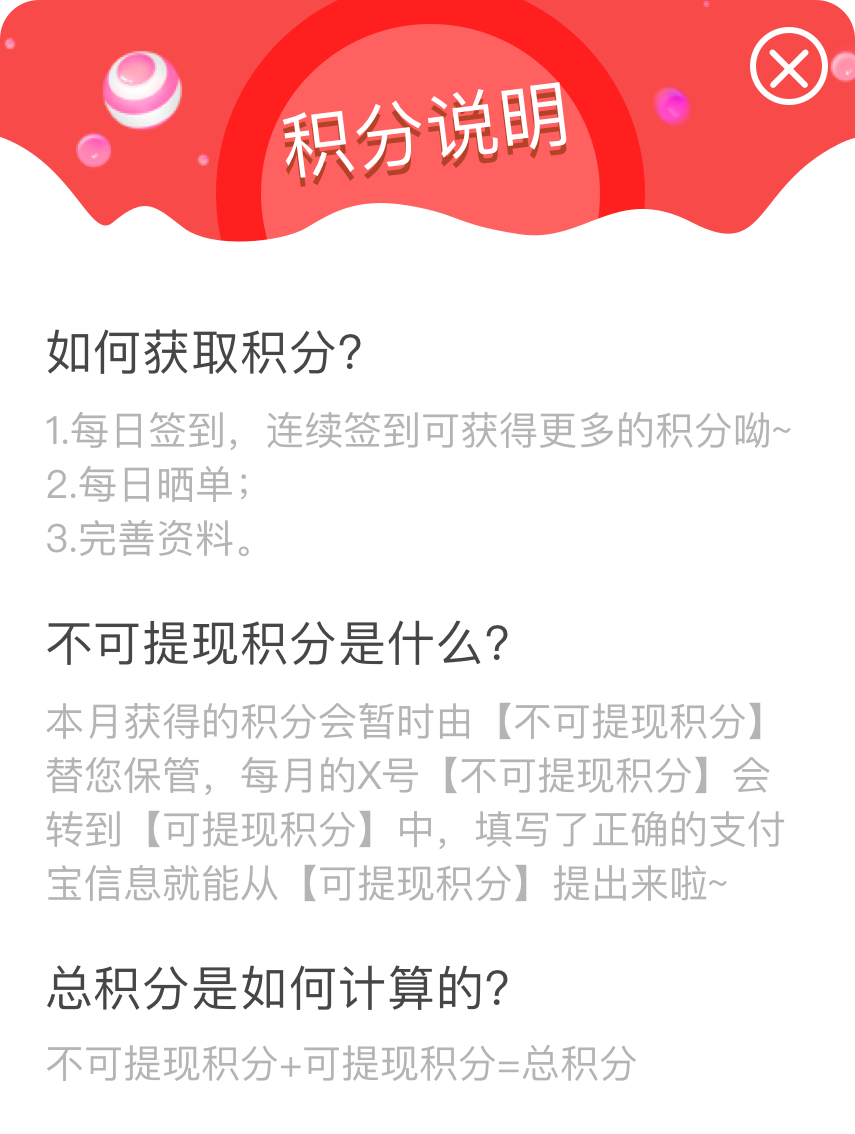 积分说明
如何获取积分?
1.每日签到，连续签到可获得更多的积分呦~
2.每日晒单；
3.完善资料。
不可提现积分是什么?
本月获得的积分会暂时由【不可提现积分】
替您保管，每月的X号【不可提现积分】会
转到【可提现积分】中，填写了正确的支付
宝信息就能从【可提现积分】提出来啦~
总积分是如何计算的?
不可提现积分+可提现积分=总积分